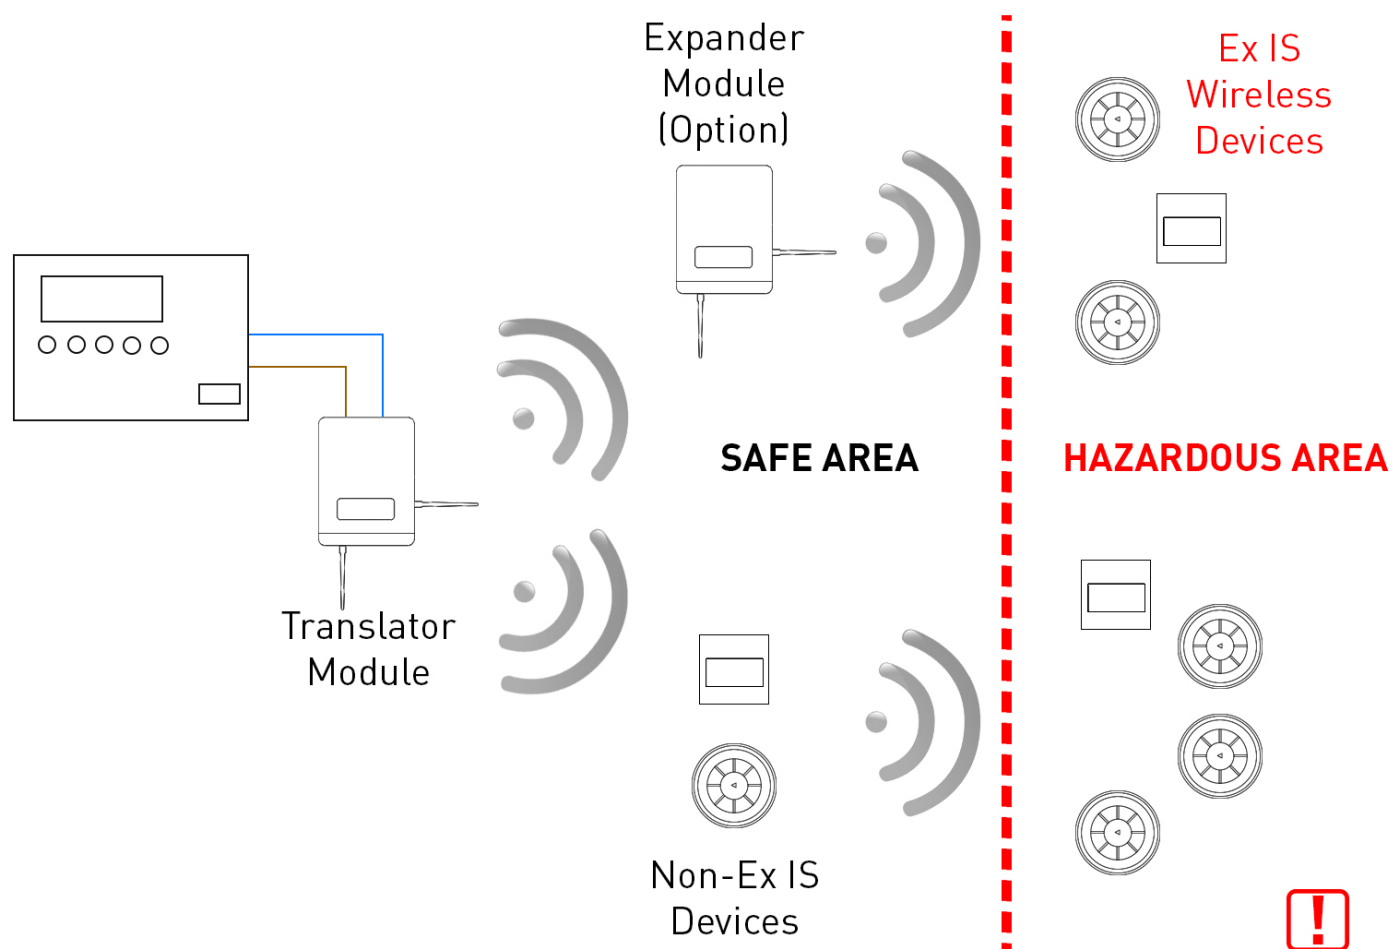 Expander
Module
(Option)
Ex IS
Wireless
Devices
SAFE AREA
HAZARDOUS AREA
Translator
Module
Non-Ex IS
Devices
!